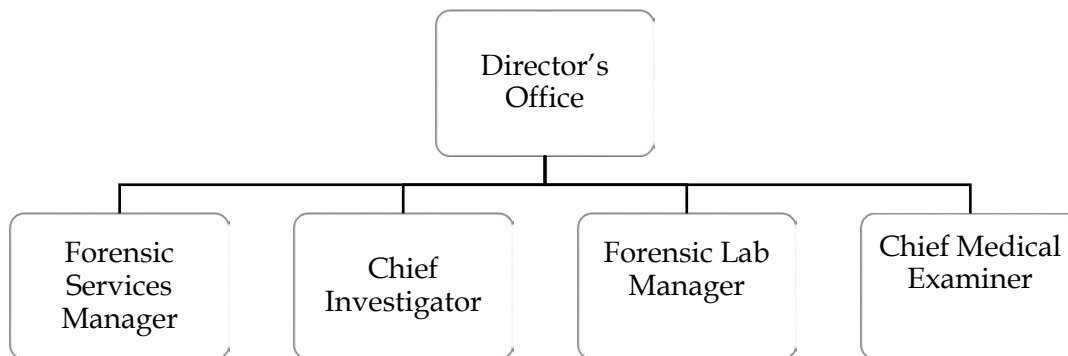 Director’s
Office
Forensic
Services
Manager
Chief
Investigator
Forensic Lab
Manager
Chief Medical
Examiner